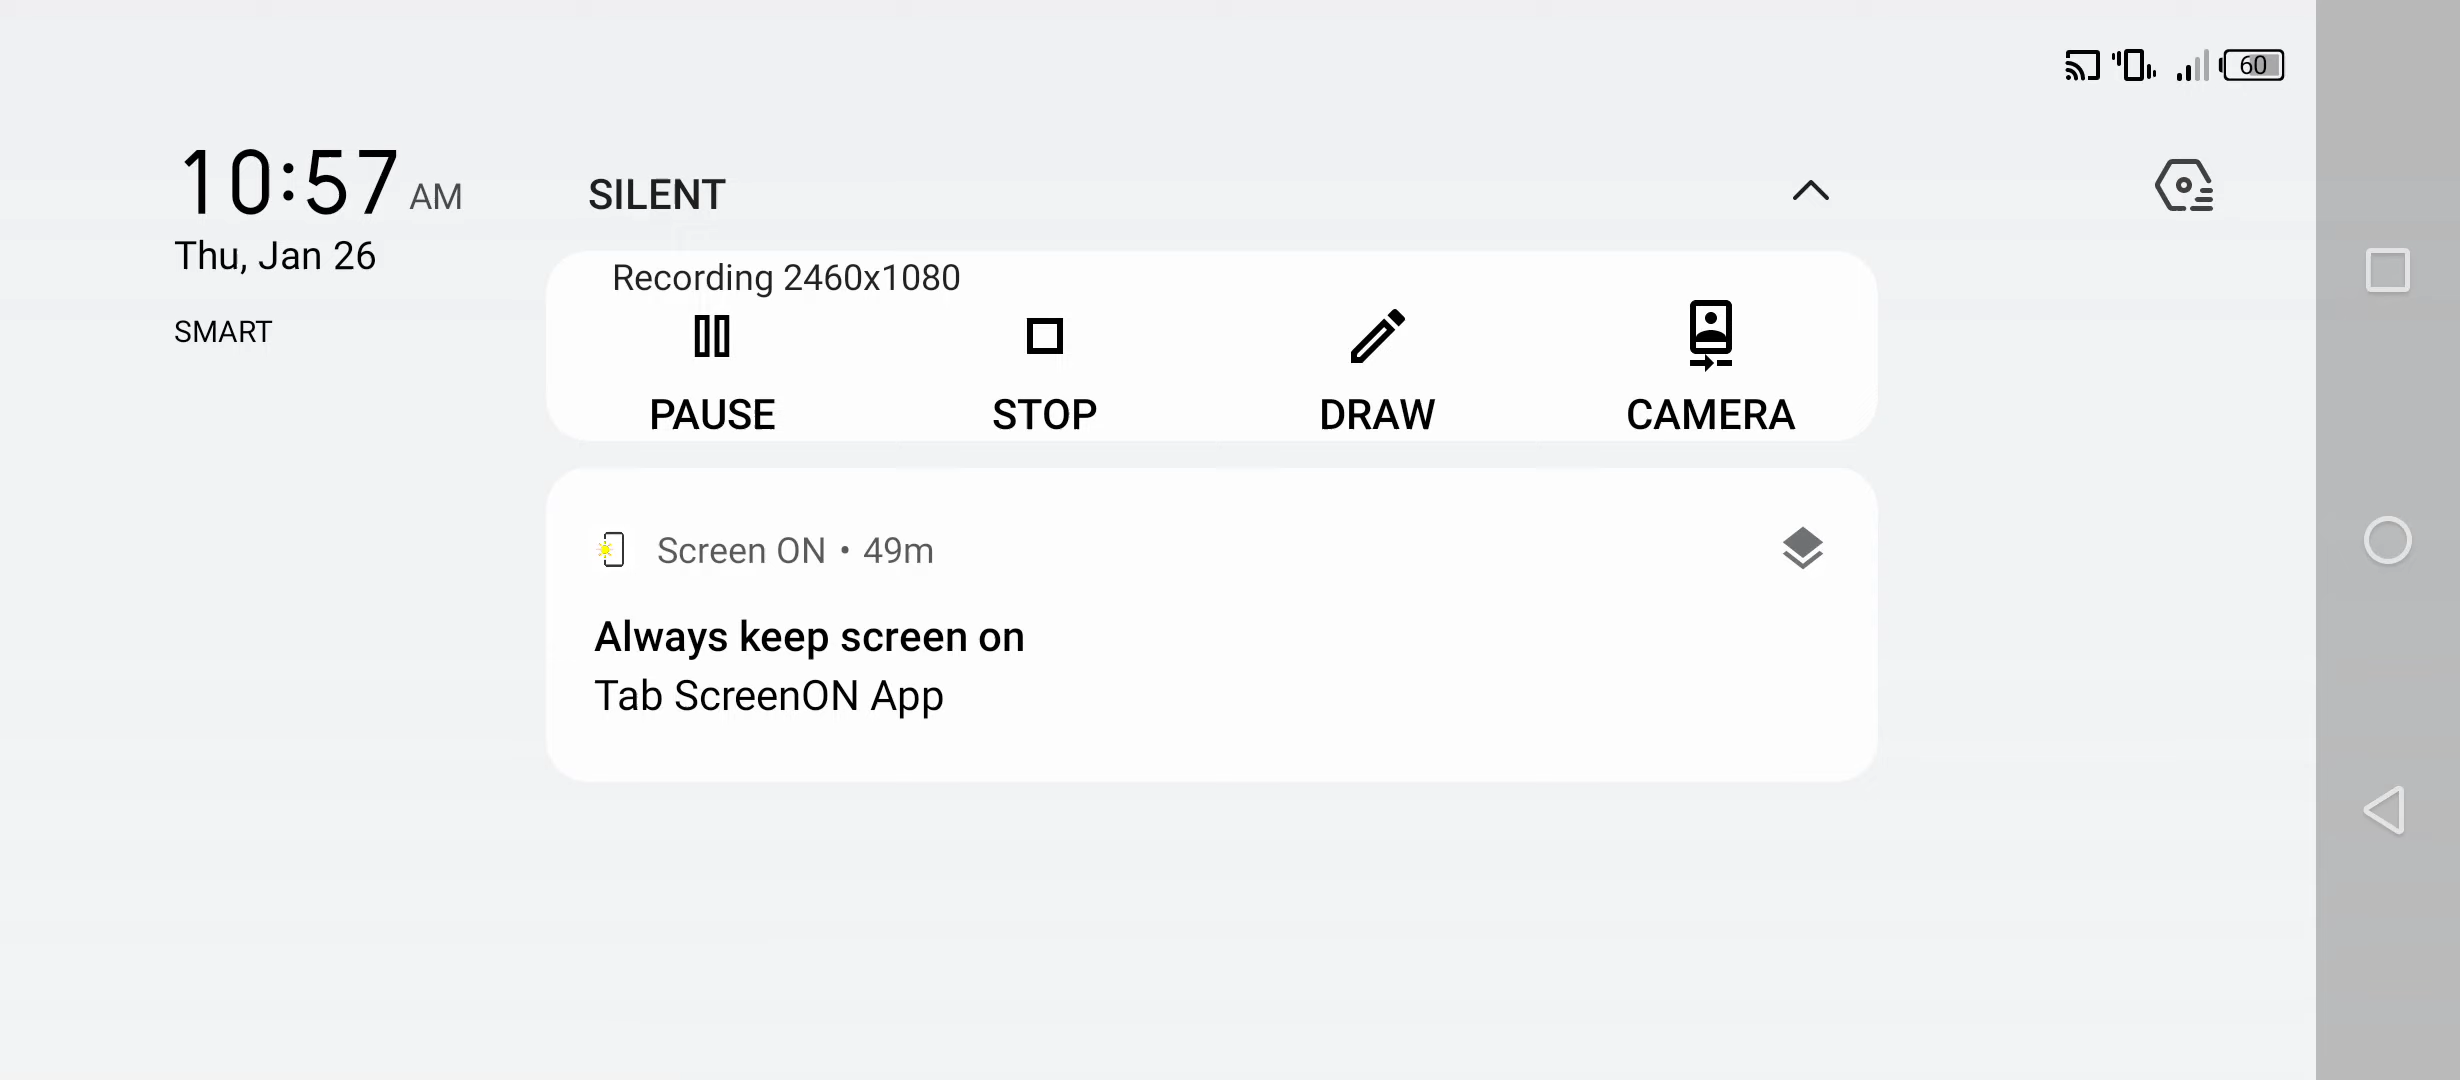 60
10:57 AM
Thu, Jan 26
SMART
SILENT
Recording 2460x1080
PAUSE
STOP
DRAW
CAMERA
Screen ON • 49m
Always keep screen on
Tab ScreenON App